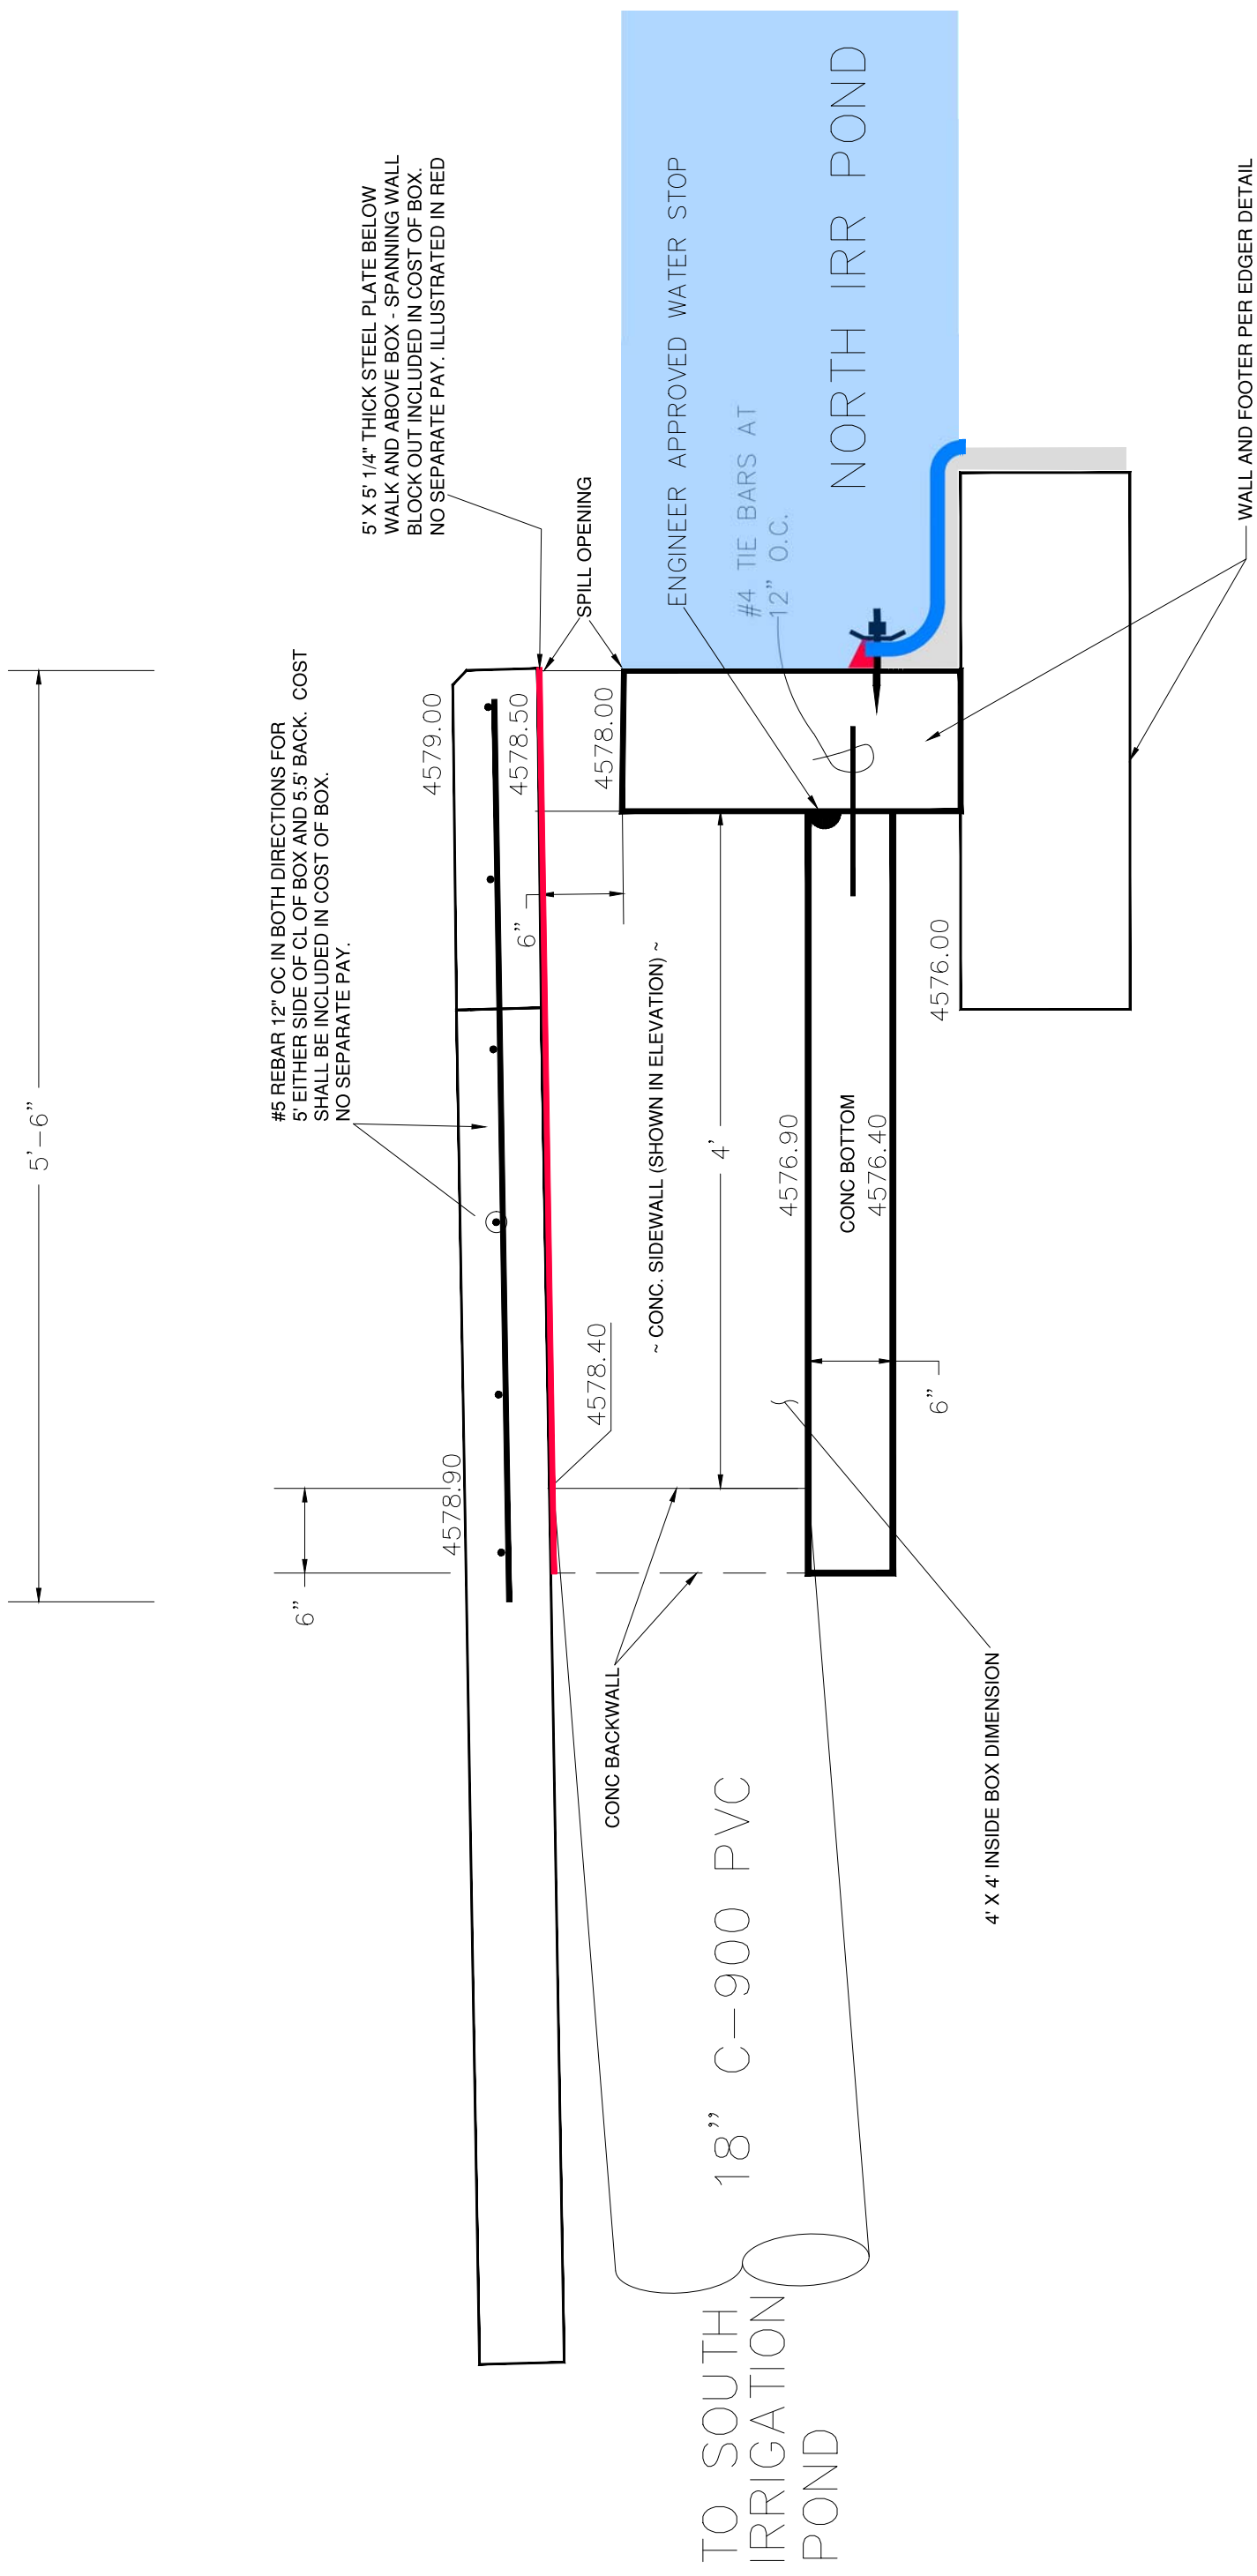 5'-6"
#5 REBAR 12" OC IN BOTH DIRECTIONS FOR
5' EITHER SIDE OF CL OF BOX AND 5.5' BACK. COST
SHALL BE INCLUDED IN COST OF BOX.
NO SEPARATE PAY.
5' X 5' 1/4" THICK STEEL PLATE BELOW
WALK AND ABOVE BOX - SPANNING WALL
BLOCK OUT INCLUDED IN COST OF BOX.
NO SEPARATE PAY. ILLUSTRATED IN RED
6"
4578.90
4579.00
4578.50
6"
SPILL OPENING
4578.40
4578.00
CONC BACKWALL
~ CONC. SIDEWALL (SHOWN IN ELEVATION) ~
ENGINEER APPROVED WATER STOP
4'
#4 TIE BARS AT
12" O.C.
18" C-900 PVC
TO SOUTH
IRRIGATION
POND
4576.90
CONC BOTTOM
4576.40
NORTH IRR POND
6"
4576.00
4' X 4' INSIDE BOX DIMENSION
WALL AND FOOTER PER EDGER DETAIL